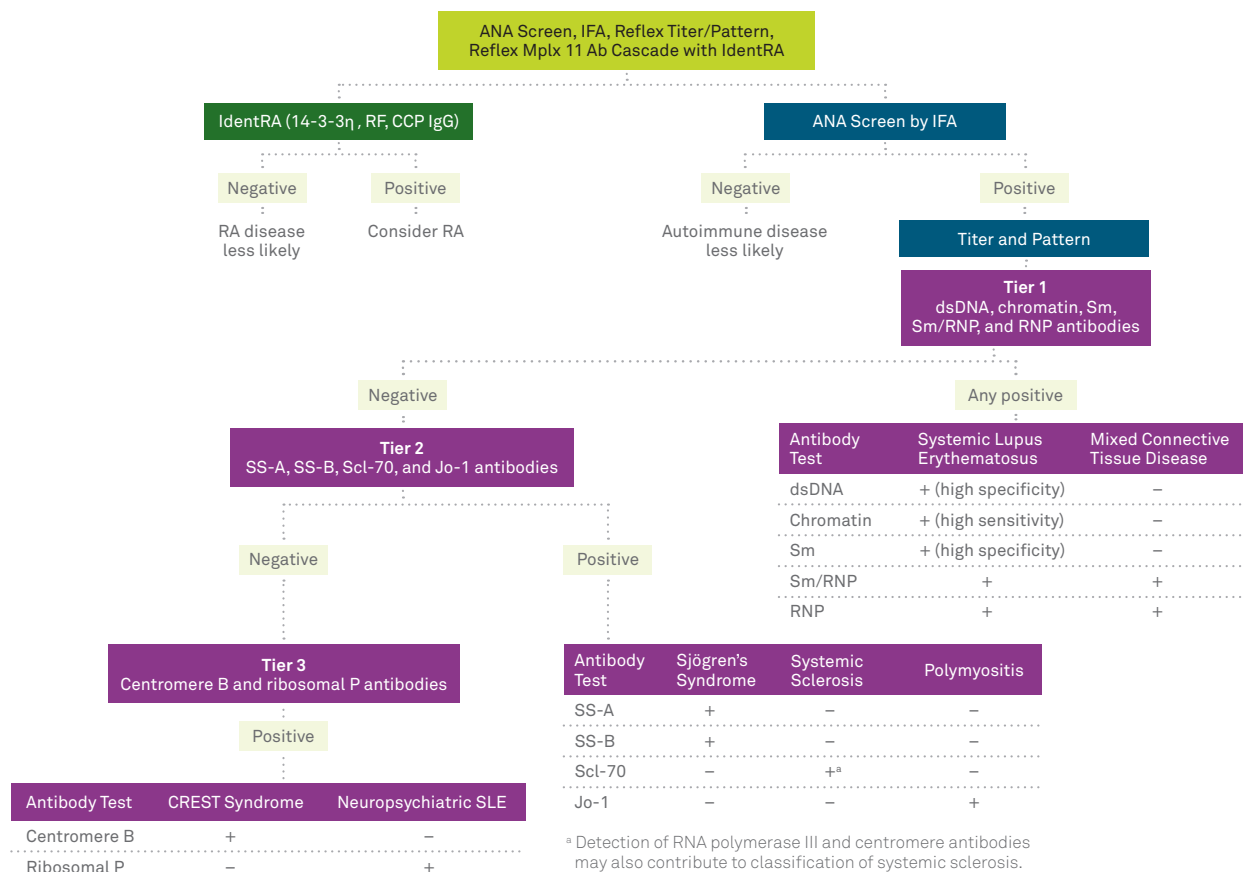 ANA Screen, IFA, Reflex Titer/Pattern,
Reflex Mplx 11 Ab Cascade with IdentRA
IdentRA (14-3-3η , RF, CCP IgG)
ANA Screen by IFA
Negative
Positive
Negative
Positive
RA disease
less likely
Consider RA
Autoimmune disease
less likely
Titer and Pattern
Tier 1
dsDNA, chromatin, Sm,
Sm/RNP, and RNP antibodies
Negative
Any positive
Tier 2
SS-A, SS-B, Scl-70, and Jo-1 antibodies
Antibody Test Systemic Lupus Erythematosus Mixed Connective Tissue Disease
dsDNA + (high specificity) –
Chromatin + (high sensitivity) –
Sm + (high specificity) –
Sm/RNP + +
RNP + +
Negative
Positive
Tier 3
Centromere B and ribosomal P antibodies
Antibody Test Sjögren's Syndrome Systemic Sclerosis Polymyositis
SS-A + – –
SS-B + – –
Scl-70 – +ᵃ –
Jo-1 – – +
ᵃ Detection of RNA polymerase III and centromere antibodies
may also contribute to classification of systemic sclerosis.
Positive
Antibody Test CREST Syndrome Neuropsychiatric SLE
Centromere B + –
Ribosomal P – +